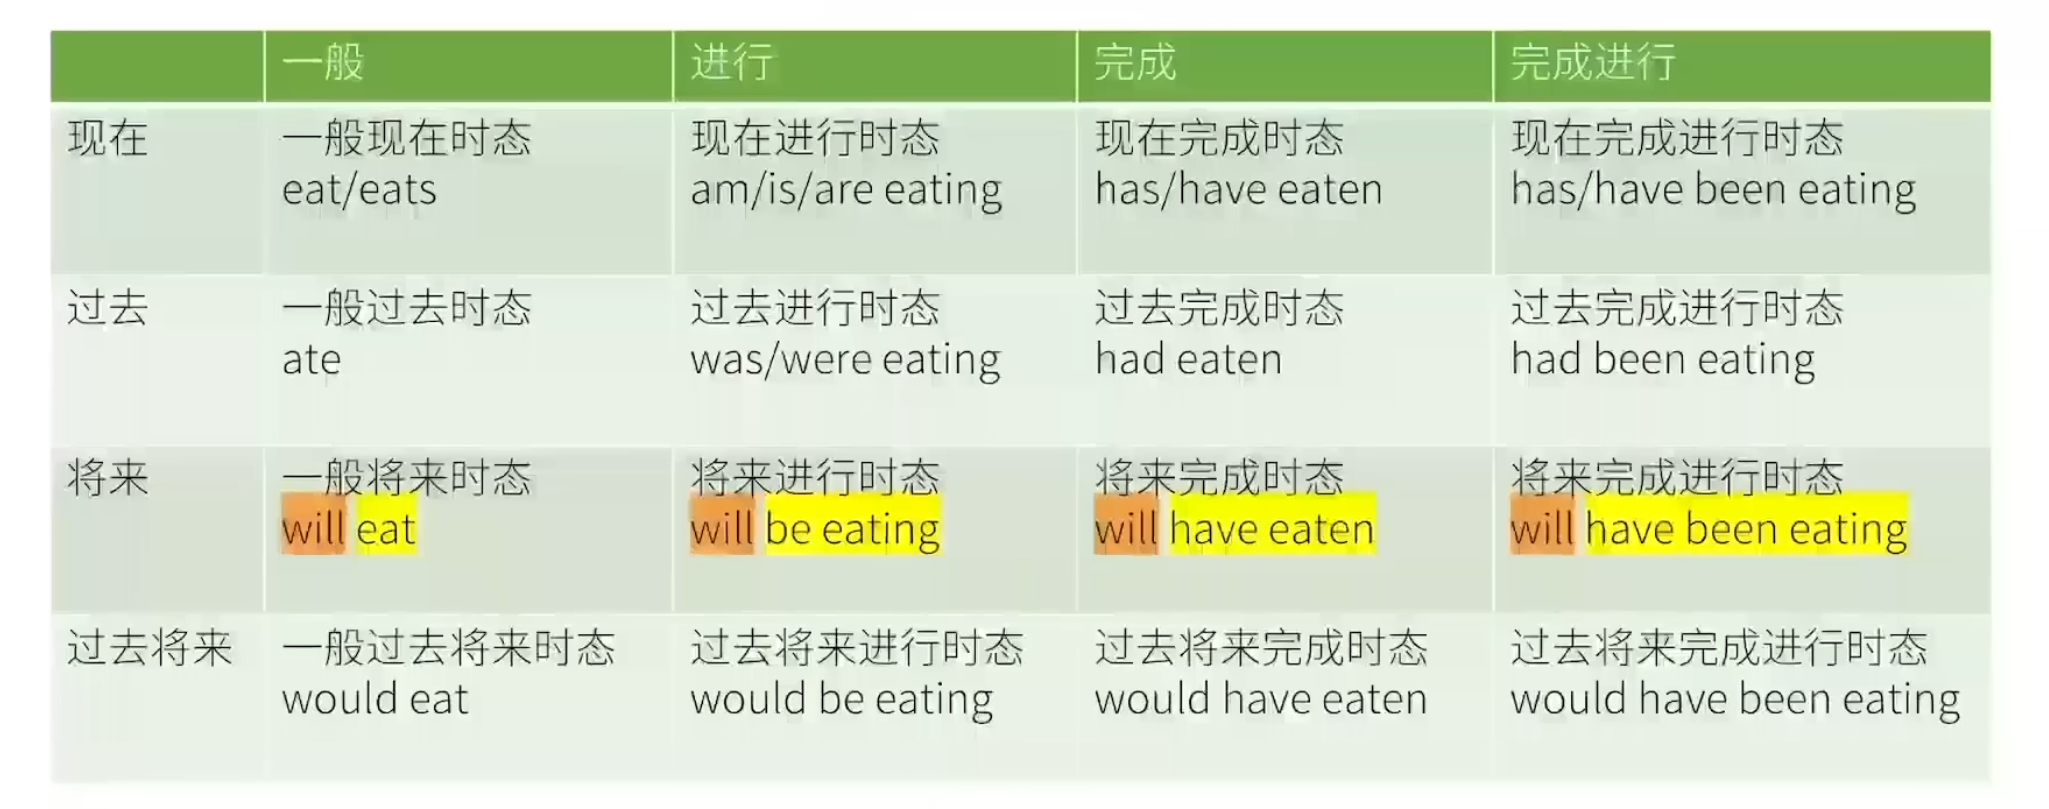 一般 进行 完成 完成进行
现在 一般现在时态 现在进行时态 现在完成时态 现在完成进行时态
eat/eats am/is/are eating has/have eaten has/have been eating
过去 一般过去时态 过去进行时态 过去完成时态 过去完成进行时态
ate was/were eating had eaten had been eating
将来 一般将来时态 将来进行时态 将来完成时态 将来完成进行时态
will eat will be eating will have eaten will have been eating
过去将来 一般过去将来时态 过去将来进行时态 过去将来完成时态 过去将来完成进行时态
would eat would be eating would have eaten would have been eating